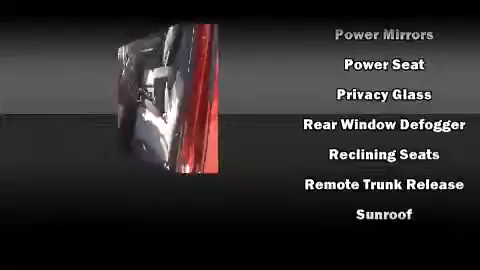 Power Mirrors
Power Seat
Privacy Glass
Rear Window Defogger
Reclining Seats
Remote Trunk Release
Sunroof